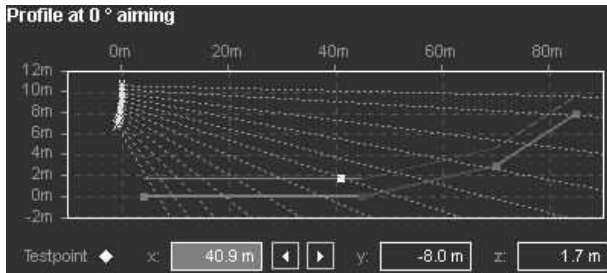 Profile at 0 ° aiming
0m 20m 40m 60m 80m
12m
10m
8m
6m
4m
2m
0m
-2m
Testpoint x: 40.9 m y: -8.0 m z: 1.7 m